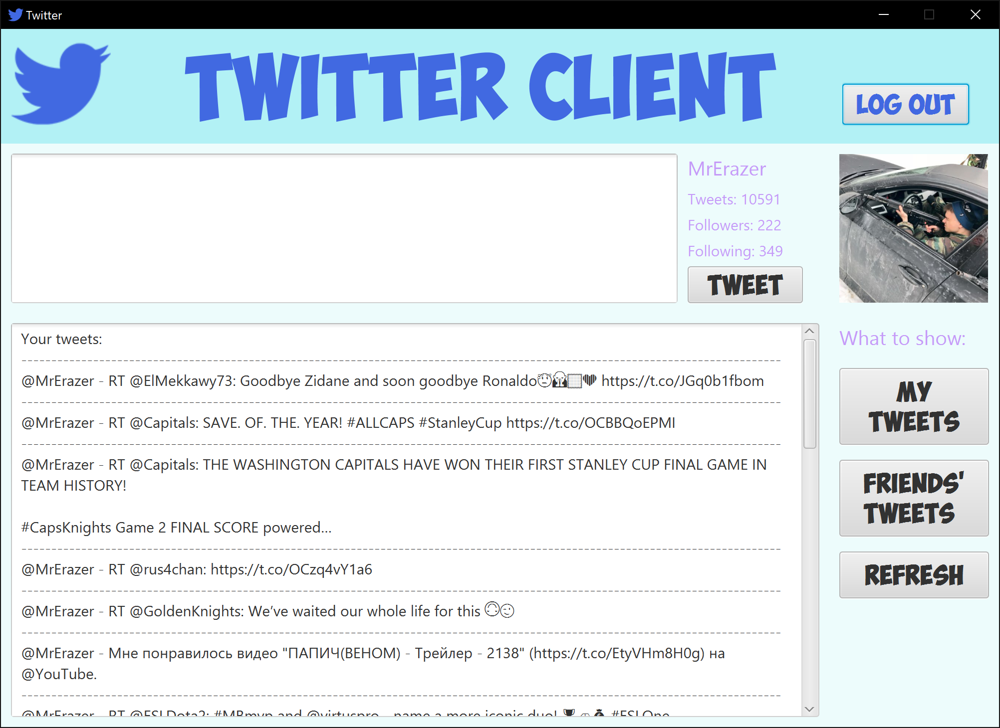 Twitter
TWITTER CLIENT
LOG OUT
MrErazer
Tweets: 10591
Followers: 222
Following: 349
TWEET
Your tweets:
@MrErazer - RT @ElMekkawy73: Goodbye Zidane and soon goodbye Ronaldo https://t.co/JGq0b1fbom
@MrErazer - RT @Capitals: SAVE. OF. THE. YEAR! #ALLCAPS #StanleyCup https://t.co/OCBBQoEPMI
@MrErazer - RT @Capitals: THE WASHINGTON CAPITALS HAVE WON THEIR FIRST STANLEY CUP FINAL GAME IN
TEAM HISTORY!
#CapsKnights Game 2 FINAL SCORE powered…
@MrErazer - RT @rus4chan: https://t.co/OCzq4vY1a6
@MrErazer - RT @GoldenKnights: We’ve waited our whole life for this
@MrErazer - Мне понравилось видео "ПАПИЧ(ВЕНОМ) - Трейлер - 2138" (https://t.co/EtyVHm8H0g) на
@YouTube.
@MrErazer - RT @ESLDota2: #MBmvp and @virtuspro - name a more iconic duo! #ESLOne
What to show:
MY
TWEETS
FRIENDS'
TWEETS
REFRESH